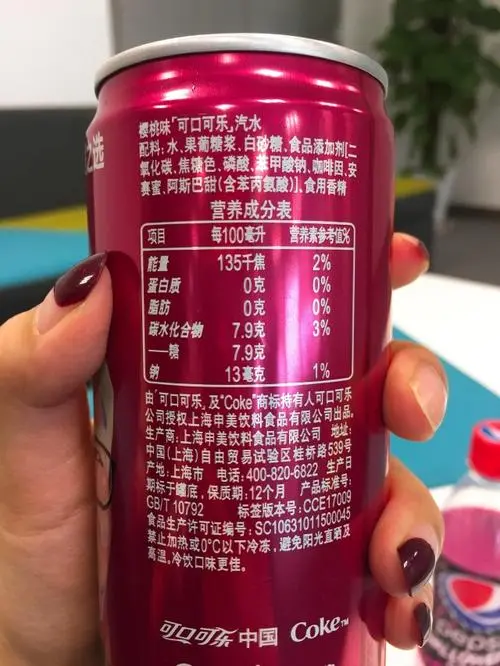 之选
樱桃味「可口可乐」汽水
配料:水、果葡糖浆、白砂糖、食品添加剂[二
氧化碳、焦糖色、磷酸、苯甲酸钠、咖啡因、安
赛蜜、阿斯巴甜(含苯丙氨酸)]、食用香精
营养成分表
项目 每100毫升 营养素参考值%
能量 135千焦 2%
蛋白质 0克 0%
脂肪 0克 0%
碳水化合物 7.9克 3%
——糖 7.9克
钠 13毫克 1%
由「可口可乐」及"Coke"商标持有人可口可乐
公司授权上海申美饮料食品有限公司出品。
生产商:上海申美饮料食品有限公司 地址:
中国(上海)自由贸易试验区桂桥路539号
产地:上海市 电话:400-820-6822 生产日
期标于罐底,保质期:12个月 产品标准号:
GB/T 10792 标签版本号:CCE17009
食品生产许可证编号:SC10631011500045
禁止加热或0°C以下冷冻,避免阳光直晒及
高温。冷饮口味更佳。
可口可乐中国 Coke™
pepsi